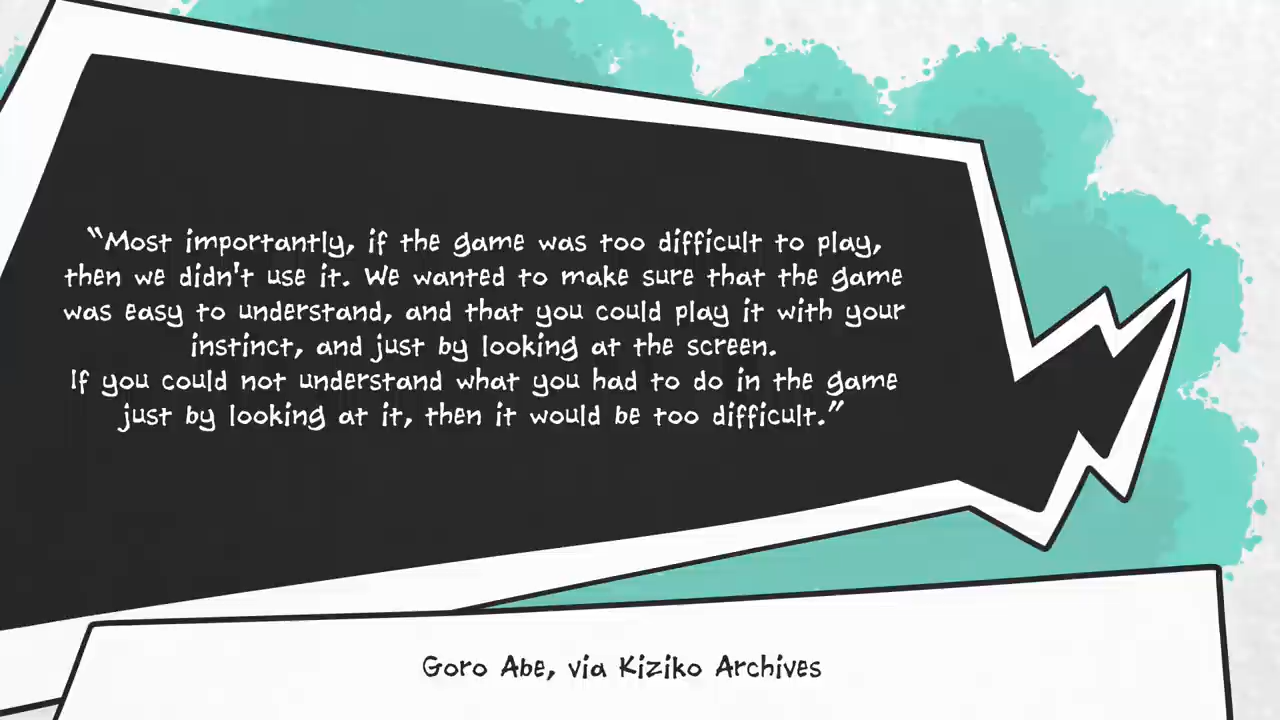 “Most importantly, if the game was too difficult to play,
then we didn't use it. We wanted to make sure that the game
was easy to understand, and that you could play it with your
instinct, and just by looking at the screen.
If you could not understand what you had to do in the game
just by looking at it, then it would be too difficult.”
Goro Abe, via Kiziko Archives